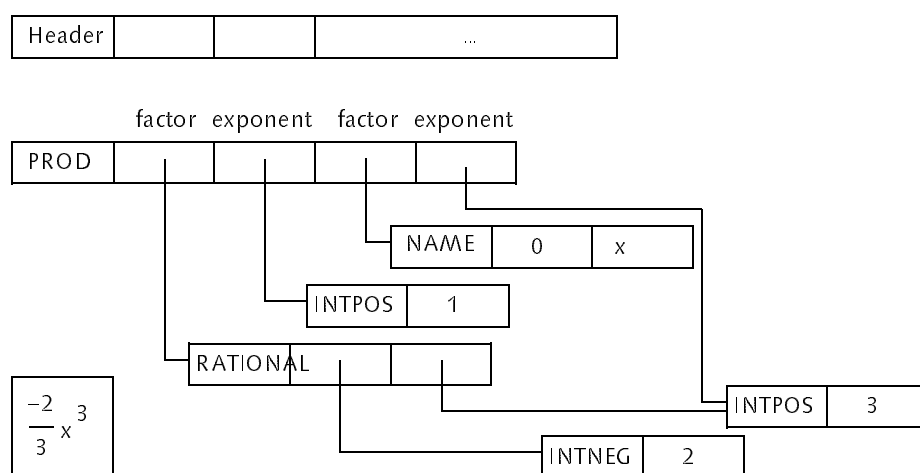 Header ...
factor exponent factor exponent
PROD
NAME 0 x
INTPOS 1
RATIONAL
INTPOS 3
−2
3
x 3
INTNEG 2